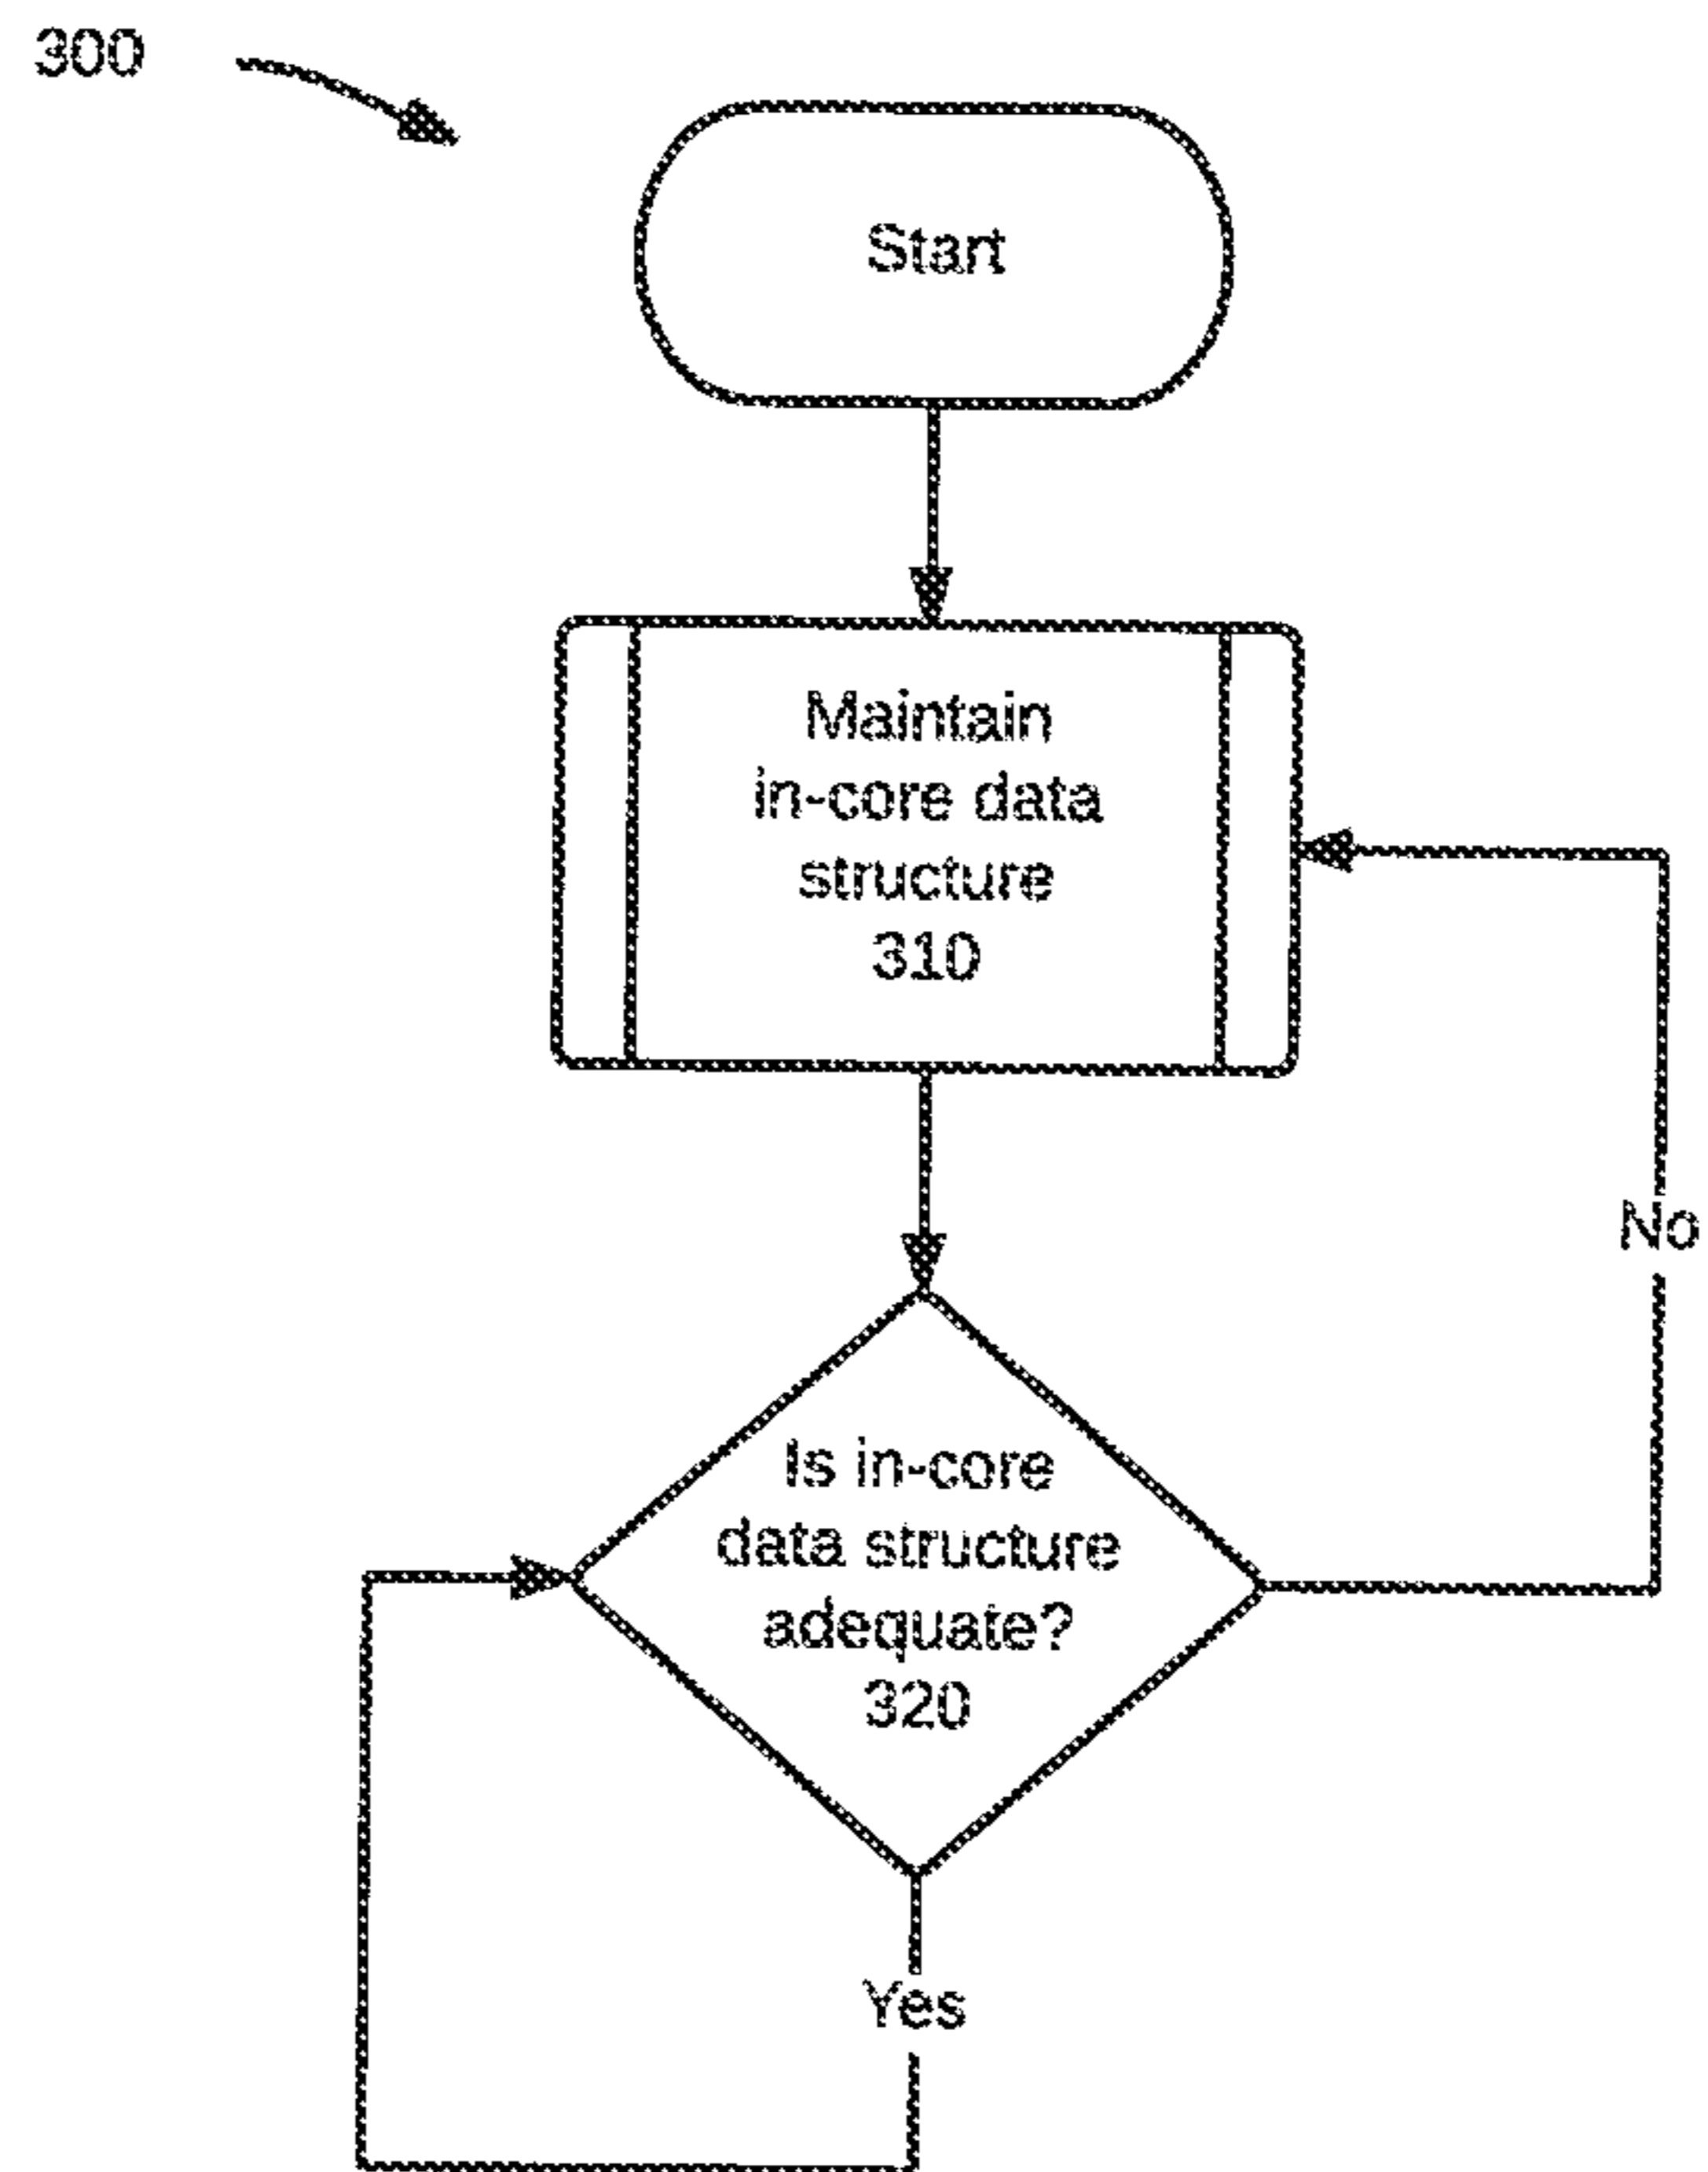 300
Start
Maintain
in-core data
structure
310
No
Is in-core
data structure
adequate?
320
Yes